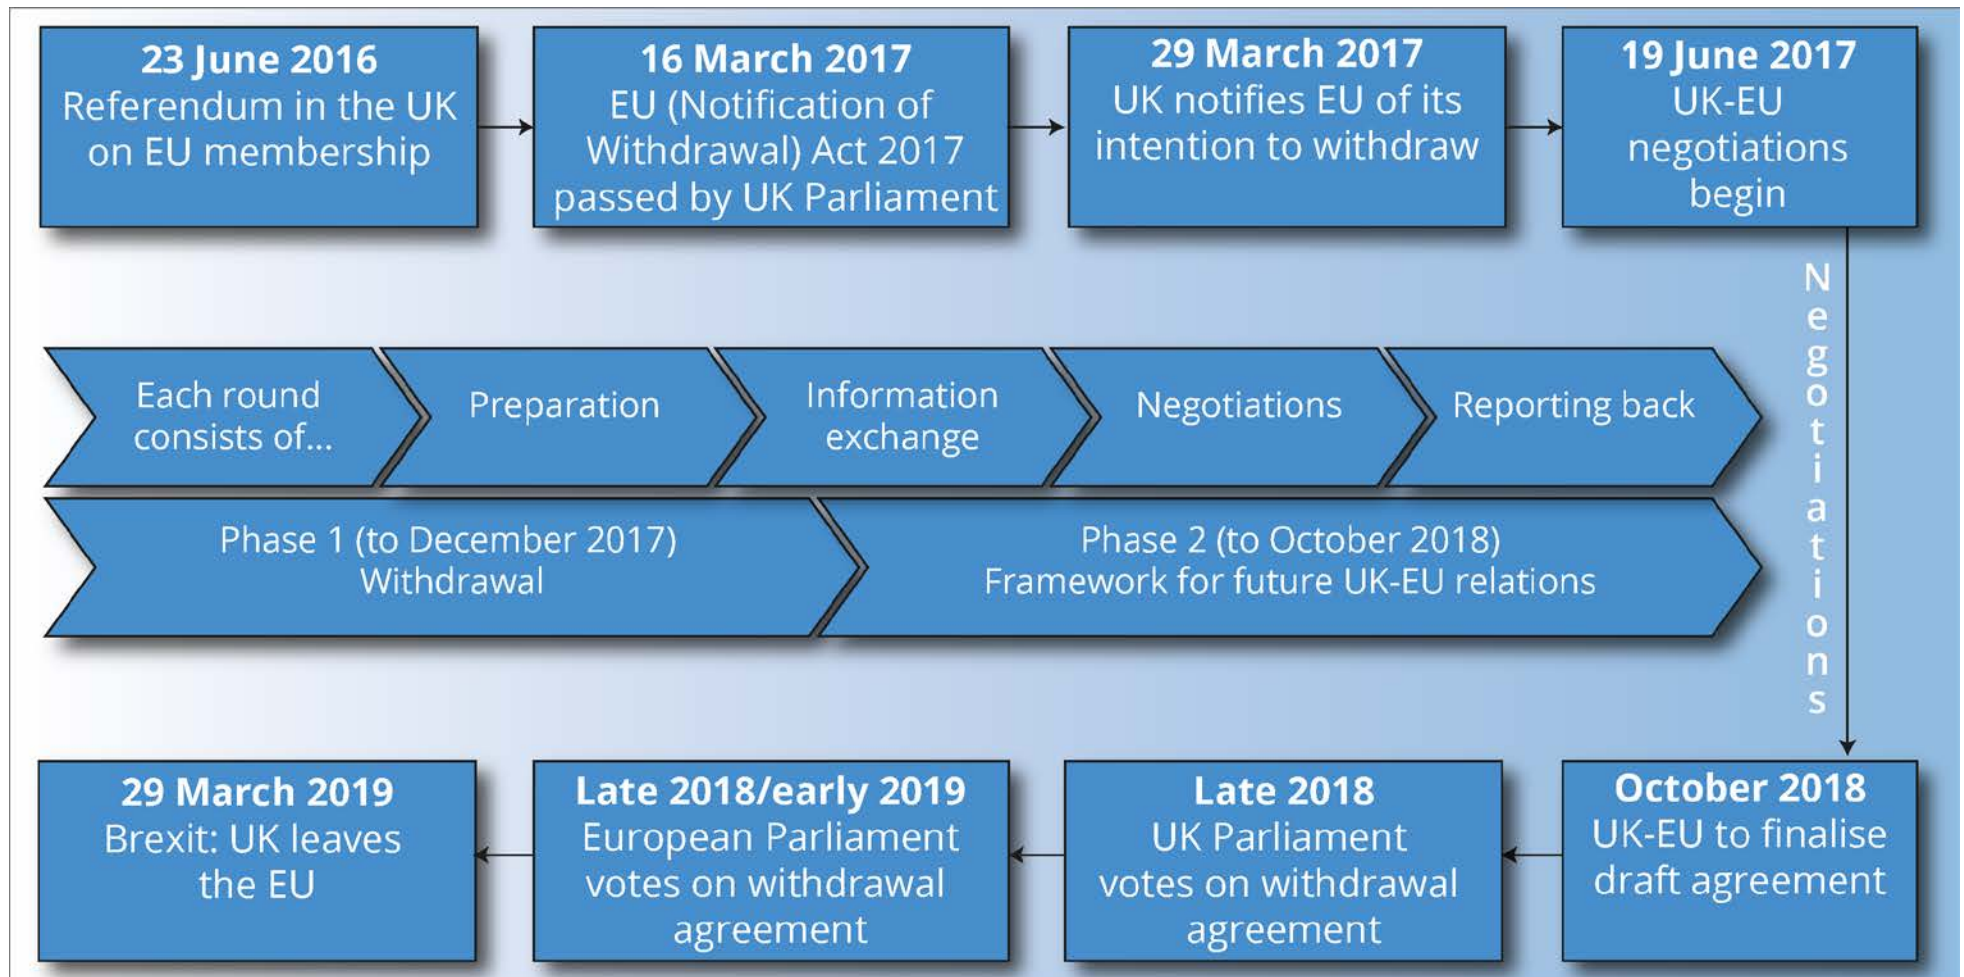 23 June 2016
Referendum in the UK
on EU membership
16 March 2017
EU (Notification of
Withdrawal) Act 2017
passed by UK Parliament
29 March 2017
UK notifies EU of its
intention to withdraw
19 June 2017
UK-EU
negotiations
begin
Negotiations
Each round
consists of...
Preparation
Information
exchange
Negotiations
Reporting back
Phase 1 (to December 2017)
Withdrawal
Phase 2 (to October 2018)
Framework for future UK-EU relations
October 2018
UK-EU to finalise
draft agreement
Late 2018
UK Parliament
votes on withdrawal
agreement
Late 2018/early 2019
European Parliament
votes on withdrawal
agreement
29 March 2019
Brexit: UK leaves
the EU